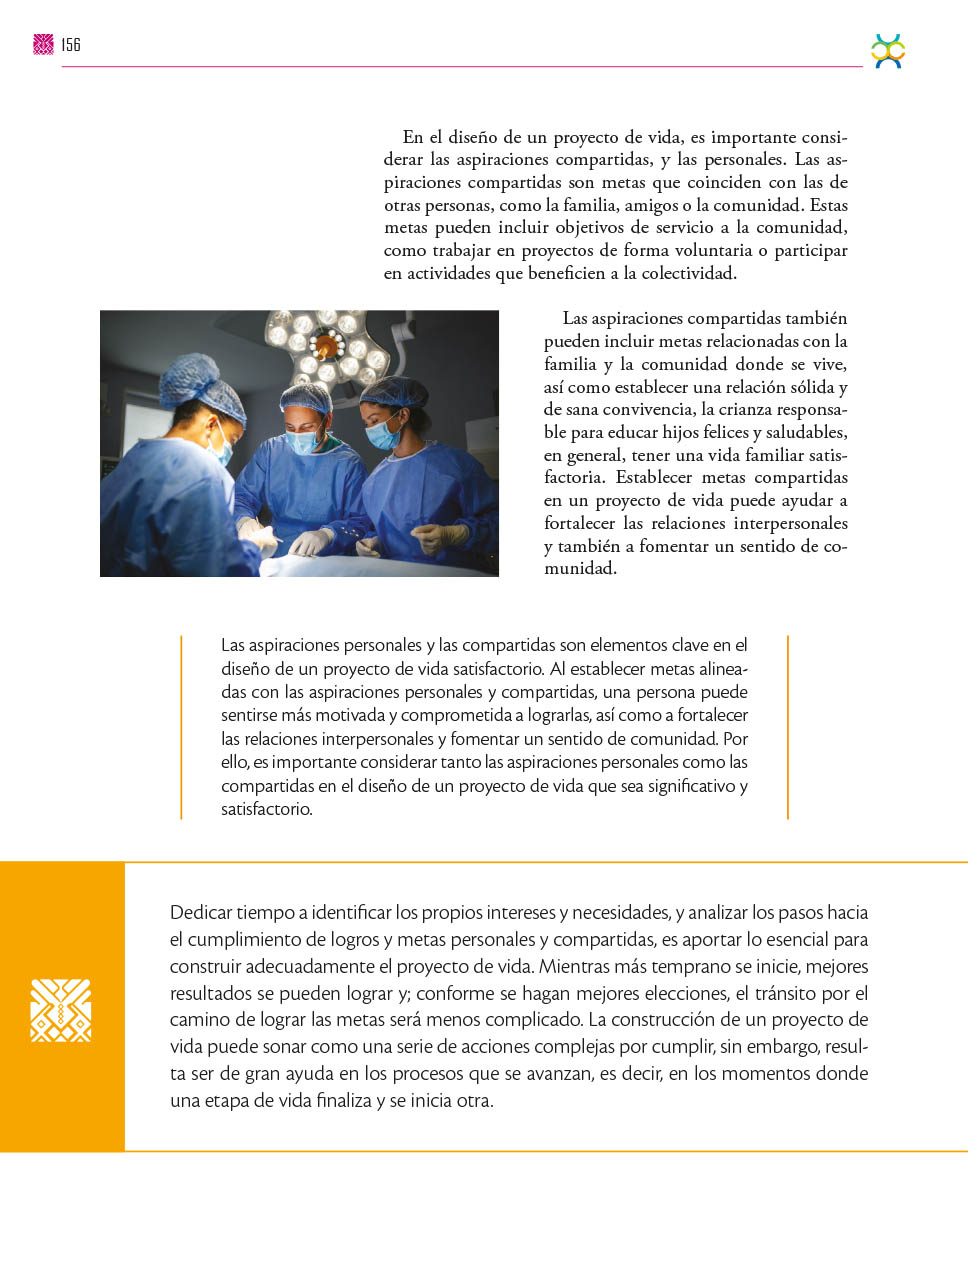 156
En el diseño de un proyecto de vida, es importante consi-
derar las aspiraciones compartidas, y las personales. Las as-
piraciones compartidas son metas que coinciden con las de
otras personas, como la familia, amigos o la comunidad. Estas
metas pueden incluir objetivos de servicio a la comunidad,
como trabajar en proyectos de forma voluntaria o participar
en actividades que beneficien a la colectividad.
Las aspiraciones compartidas también
pueden incluir metas relacionadas con la
familia y la comunidad donde se vive,
así como establecer una relación sólida y
de sana convivencia, la crianza responsa-
ble para educar hijos felices y saludables,
en general, tener una vida familiar satis-
factoria. Establecer metas compartidas
en un proyecto de vida puede ayudar a
fortalecer las relaciones interpersonales
y también a fomentar un sentido de co-
munidad.
Las aspiraciones personales y las compartidas son elementos clave en el
diseño de un proyecto de vida satisfactorio. Al establecer metas alinea-
das con las aspiraciones personales y compartidas, una persona puede
sentirse más motivada y comprometida a lograrlas, así como a fortalecer
las relaciones interpersonales y fomentar un sentido de comunidad. Por
ello, es importante considerar tanto las aspiraciones personales como las
compartidas en el diseño de un proyecto de vida que sea significativo y
satisfactorio.
Dedicar tiempo a identificar los propios intereses y necesidades, y analizar los pasos hacia
el cumplimiento de logros y metas personales y compartidas, es aportar lo esencial para
construir adecuadamente el proyecto de vida. Mientras más temprano se inicie, mejores
resultados se pueden lograr y; conforme se hagan mejores elecciones, el tránsito por el
camino de lograr las metas será menos complicado. La construcción de un proyecto de
vida puede sonar como una serie de acciones complejas por cumplir, sin embargo, resul-
ta ser de gran ayuda en los procesos que se avanzan, es decir, en los momentos donde
una etapa de vida finaliza y se inicia otra.